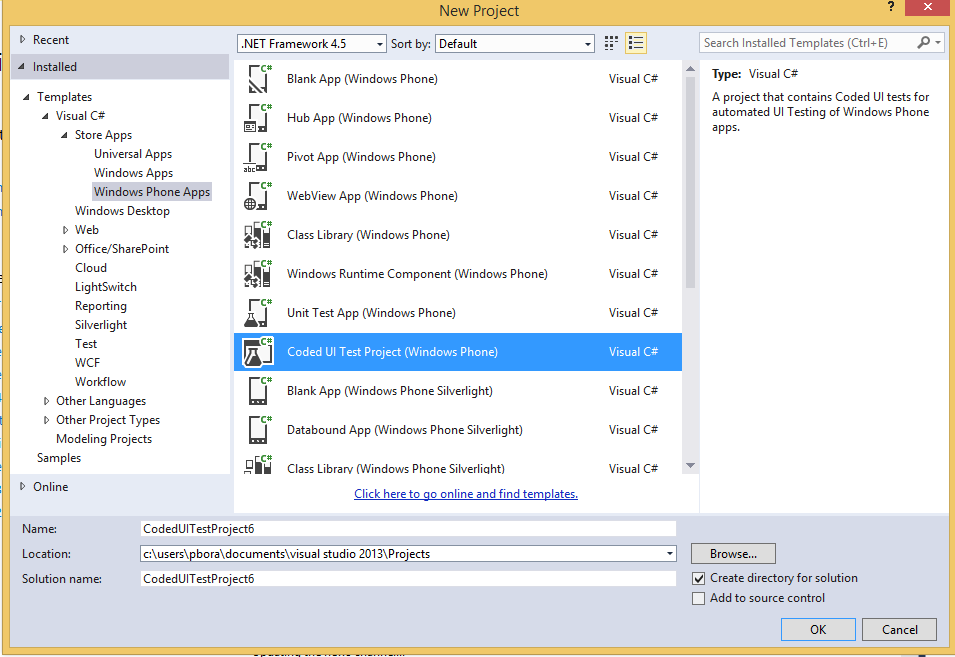 New Project
?
Recent
Installed
Templates
Visual C#
Store Apps
Universal Apps
Windows Apps
Windows Phone Apps
Windows Desktop
Web
Office/SharePoint
Cloud
LightSwitch
Reporting
Silverlight
Test
WCF
Workflow
Other Languages
Other Project Types
Modeling Projects
Samples
Online
.NET Framework 4.5 Sort by: Default
Blank App (Windows Phone) Visual C#
Hub App (Windows Phone) Visual C#
Pivot App (Windows Phone) Visual C#
WebView App (Windows Phone) Visual C#
Class Library (Windows Phone) Visual C#
Windows Runtime Component (Windows Phone) Visual C#
Unit Test App (Windows Phone) Visual C#
Coded UI Test Project (Windows Phone) Visual C#
Blank App (Windows Phone Silverlight) Visual C#
Databound App (Windows Phone Silverlight) Visual C#
Class Library (Windows Phone Silverlight) Visual C#
Click here to go online and find templates.
Search Installed Templates (Ctrl+E)
Type: Visual C#
A project that contains Coded UI tests for
automated UI Testing of Windows Phone
apps.
Name: CodedUITestProject6
Location: c:\users\pbora\documents\visual studio 2013\Projects
Browse...
Solution name: CodedUITestProject6
Create directory for solution
Add to source control
OK Cancel